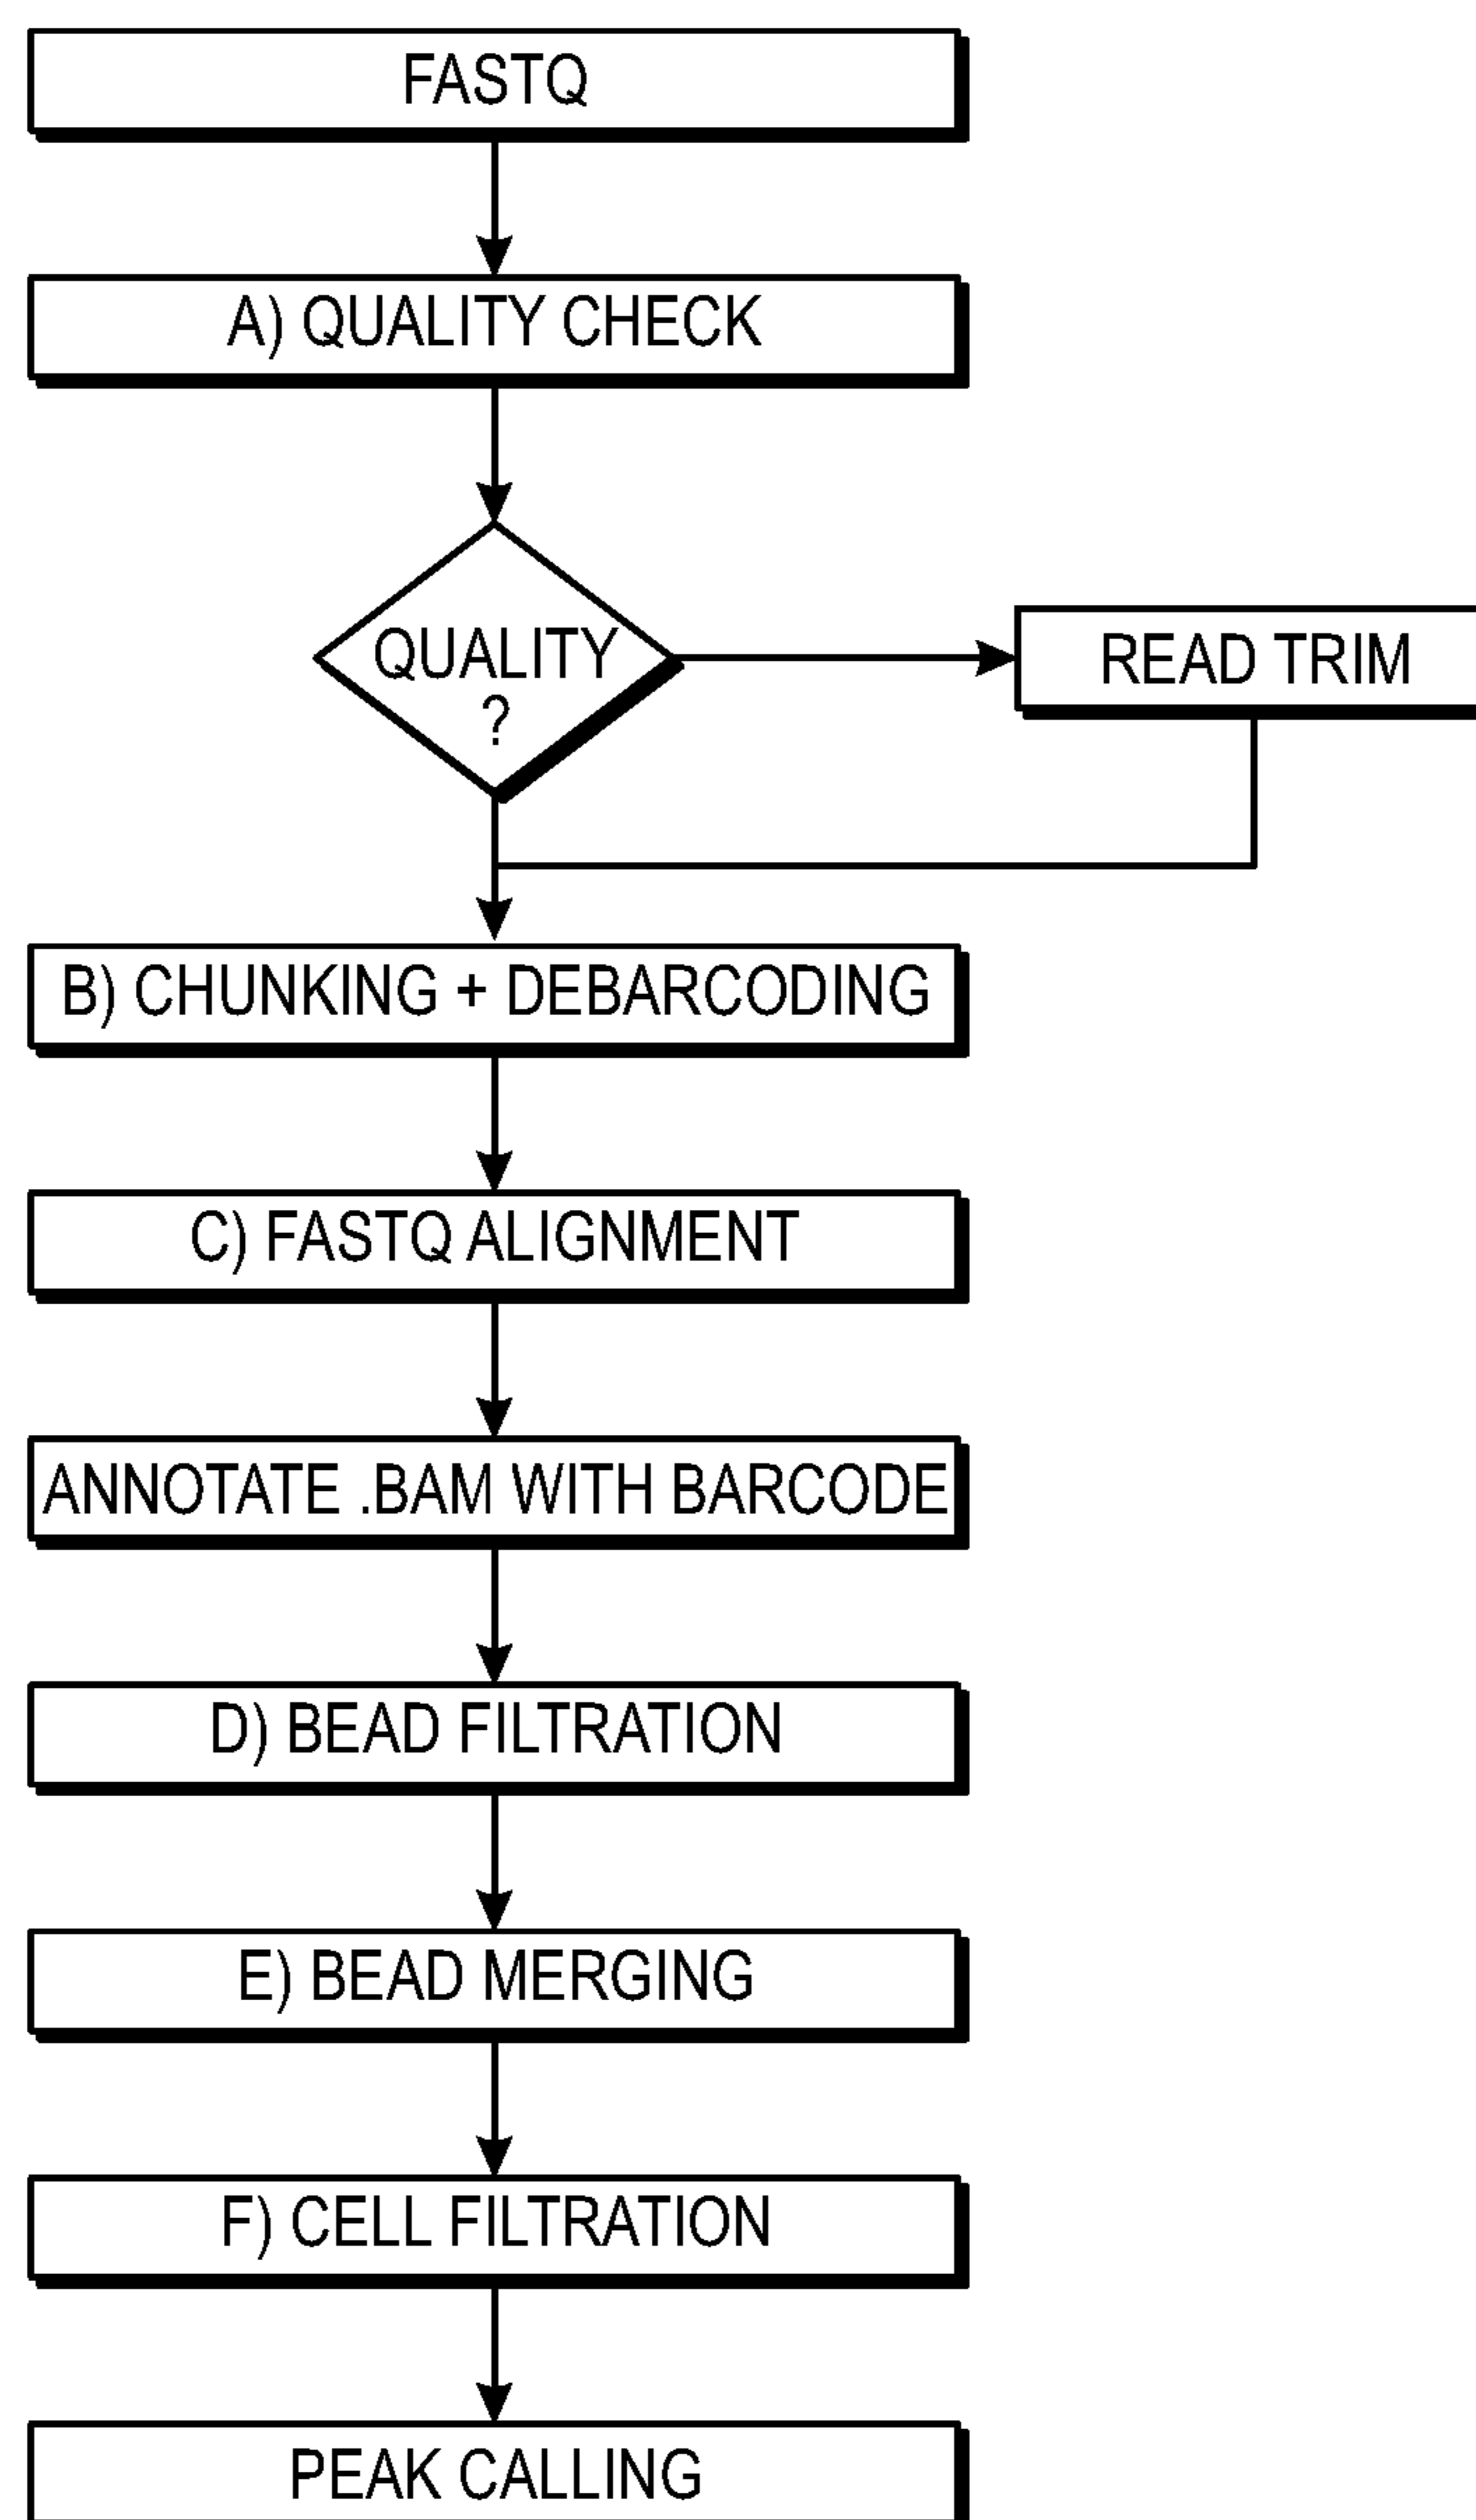 FASTQ
A) QUALITY CHECK
QUALITY
?
READ TRIM
B) CHUNKING + DEBARCODING
C) FASTQ ALIGNMENT
ANNOTATE .BAM WITH BARCODE
D) BEAD FILTRATION
E) BEAD MERGING
F) CELL FILTRATION
PEAK CALLING